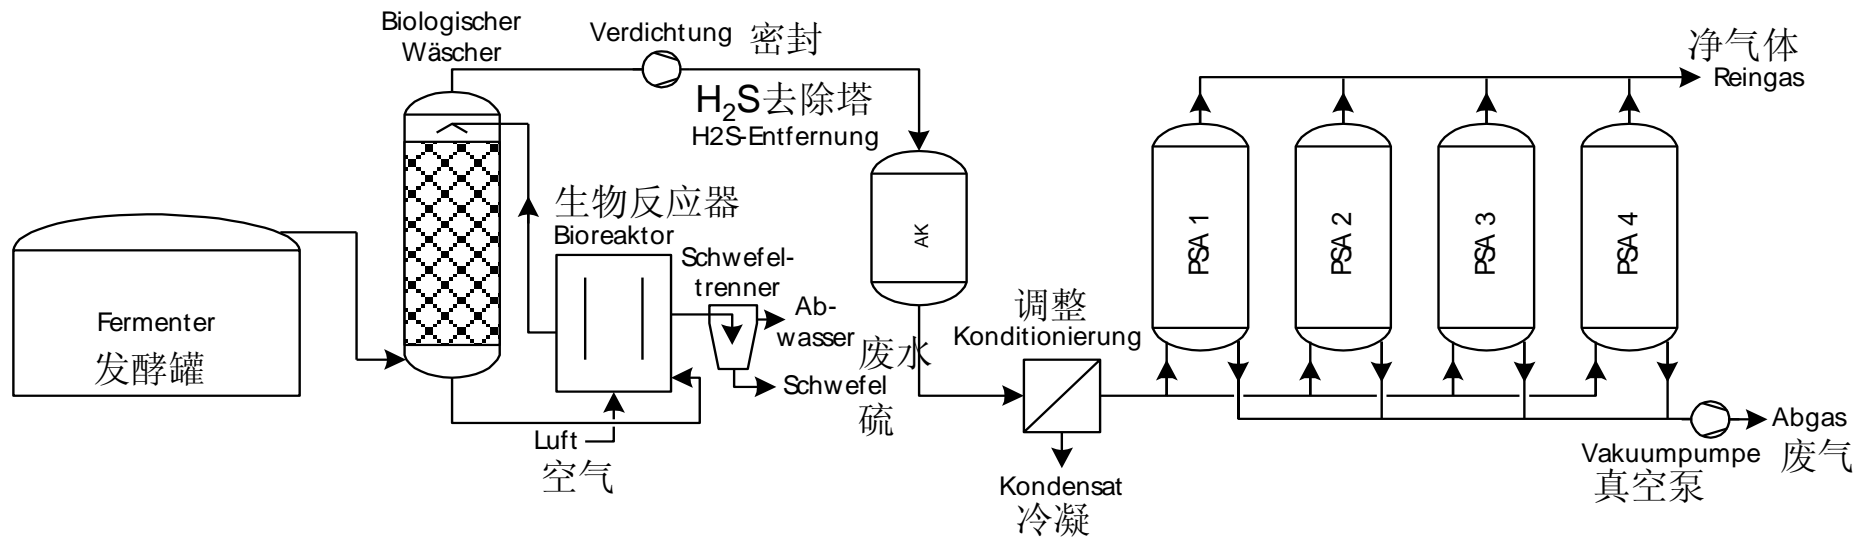 Biologischer
Wäscher
Verdichtung 密封
H₂S去除塔
H2S-Entfernung
净气体
Reingas
生物反应器
Bioreaktor
Schwefel-
trenner
Ab-
wasser
废水
Schwefel
硫
Fermenter
发酵罐
Luft
空气
AK
调整
Konditionierung
Kondensat
冷凝
PSA 1
PSA 2
PSA 3
PSA 4
Abgas
废气
Vakuumpumpe
真空泵